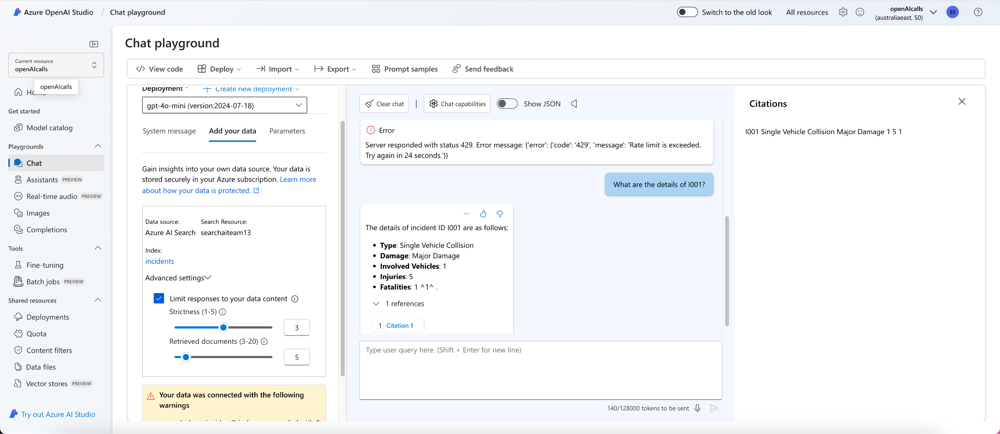 Azure OpenAI Studio / Chat playground
Switch to the old look
All resources
openAIcalls
(australiaeast, S0)
ES
Current resource
openAIcalls
openAIcalls
Get started
Model catalog
Playgrounds
Chat
Assistants PREVIEW
Real-time audio PREVIEW
Images
Completions
Tools
Fine-tuning
Batch jobs PREVIEW
Shared resources
Deployments
Quota
Content filters
Data files
Vector stores PREVIEW
Try out Azure AI Studio
Chat playground
View code
Deploy
Import
Export
Prompt samples
Send feedback
Deployment *
Create new deployment
gpt-4o-mini (version:2024-07-18)
System message
Add your data
Parameters
Gain insights into your own data source. Your data is
stored securely in your Azure subscription. Learn more
about how your data is protected.
Data source:
Azure AI Search
Search Resource:
searchaiteam13
Index:
incidents
Advanced settings
Limit responses to your data content
Strictness (1-5)
3
Retrieved documents (3-20)
5
Your data was connected with the following
warnings
Clear chat
|
Chat capabilities
Show JSON
Error
Server responded with status 429. Error message: {'error': {'code': '429', 'message': 'Rate limit is exceeded.
Try again in 24 seconds.'}}
What are the details of I001?
The details of incident ID I001 are as follows:
• Type: Single Vehicle Collision
• Damage: Major Damage
• Involved Vehicles: 1
• Injuries: 5
• Fatalities: 1 ^1^ .
1 references
1 Citation 1
Type user query here. (Shift + Enter for new line)
140/128000 tokens to be sent
Citations
I001 Single Vehicle Collision Major Damage 1 5 1